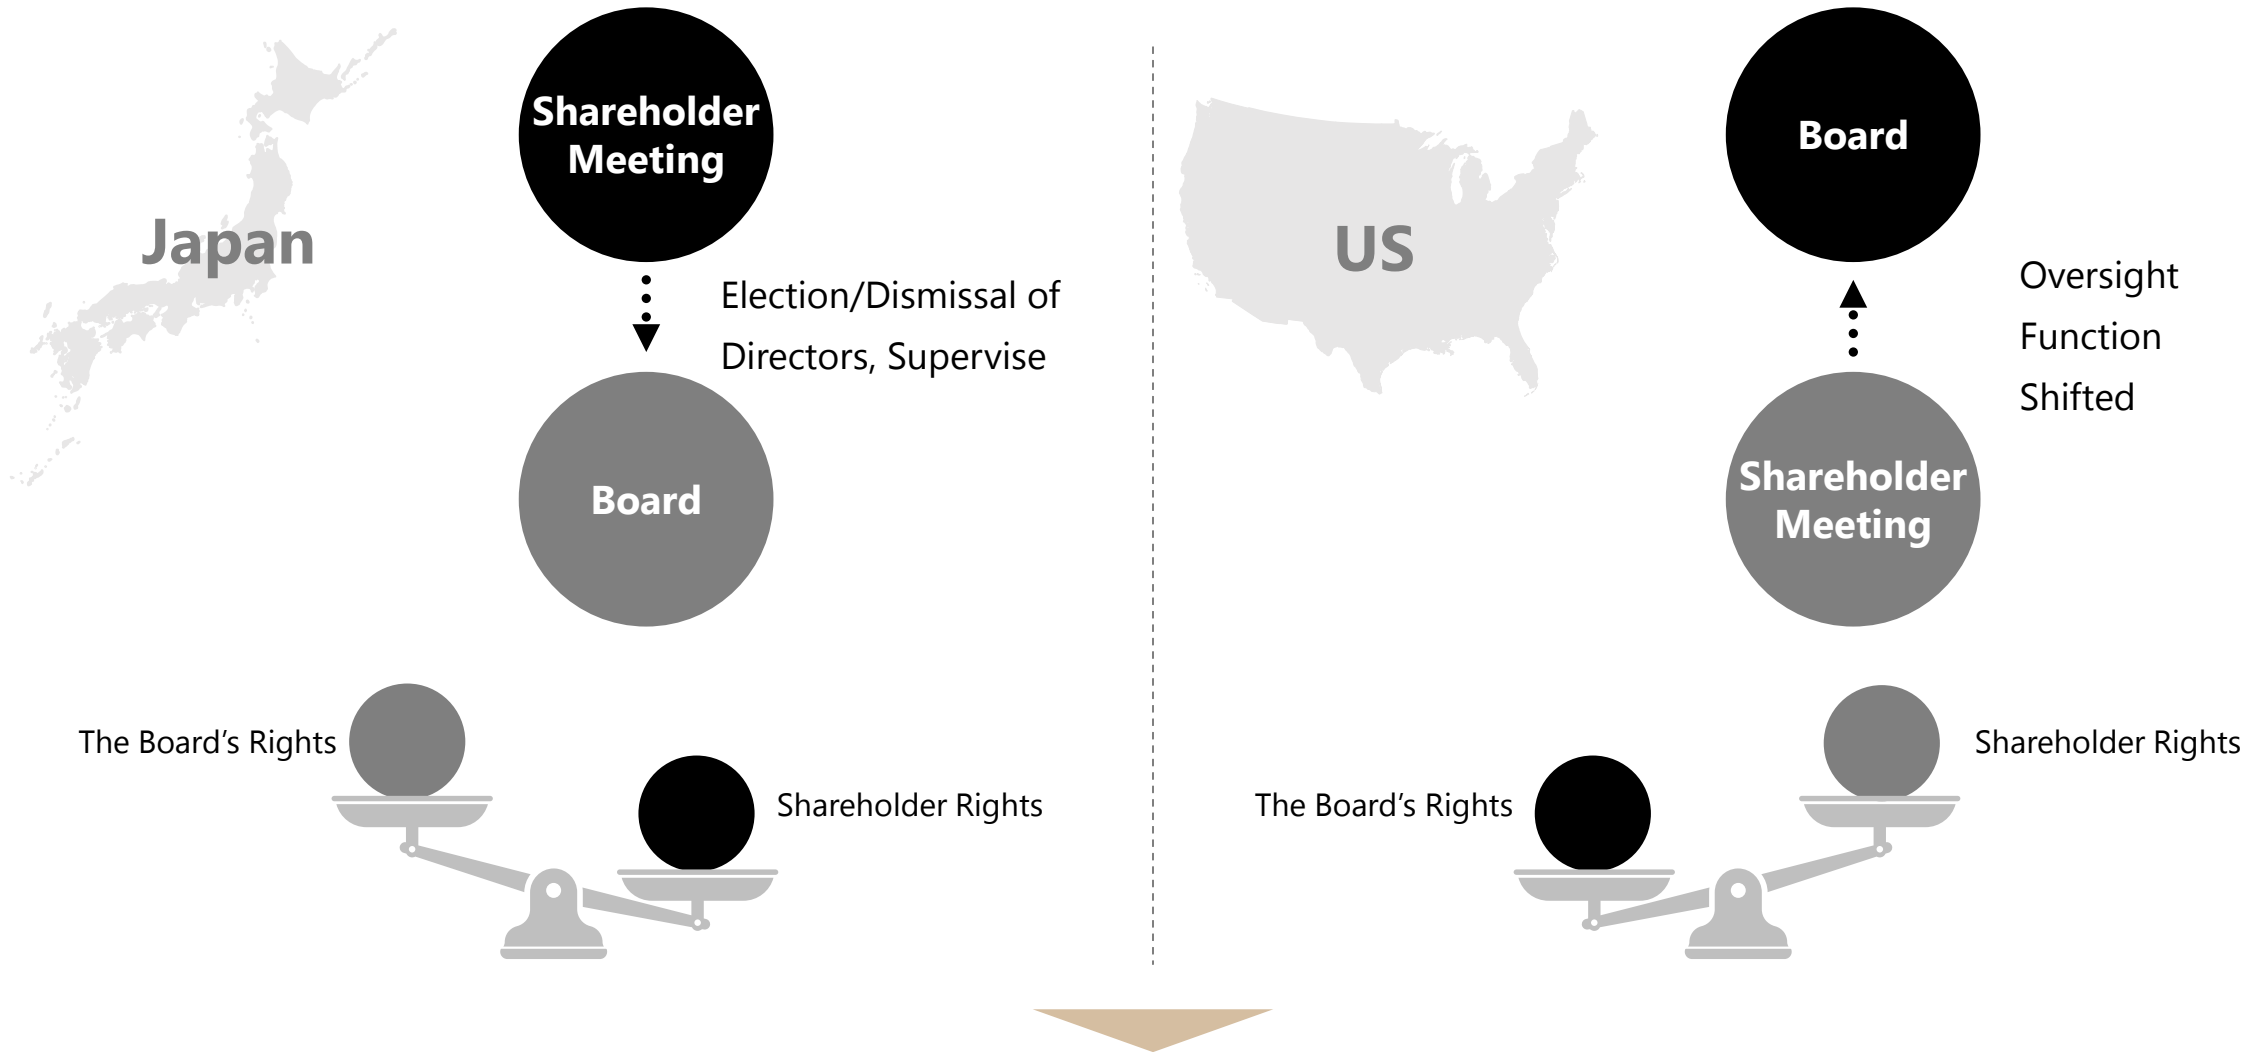 Japan
Shareholder
Meeting
Election/Dismissal of
Directors, Supervise
Board
The Board’s Rights
Shareholder Rights
US
Board
Oversight
Function
Shifted
Shareholder
Meeting
The Board’s Rights
Shareholder Rights